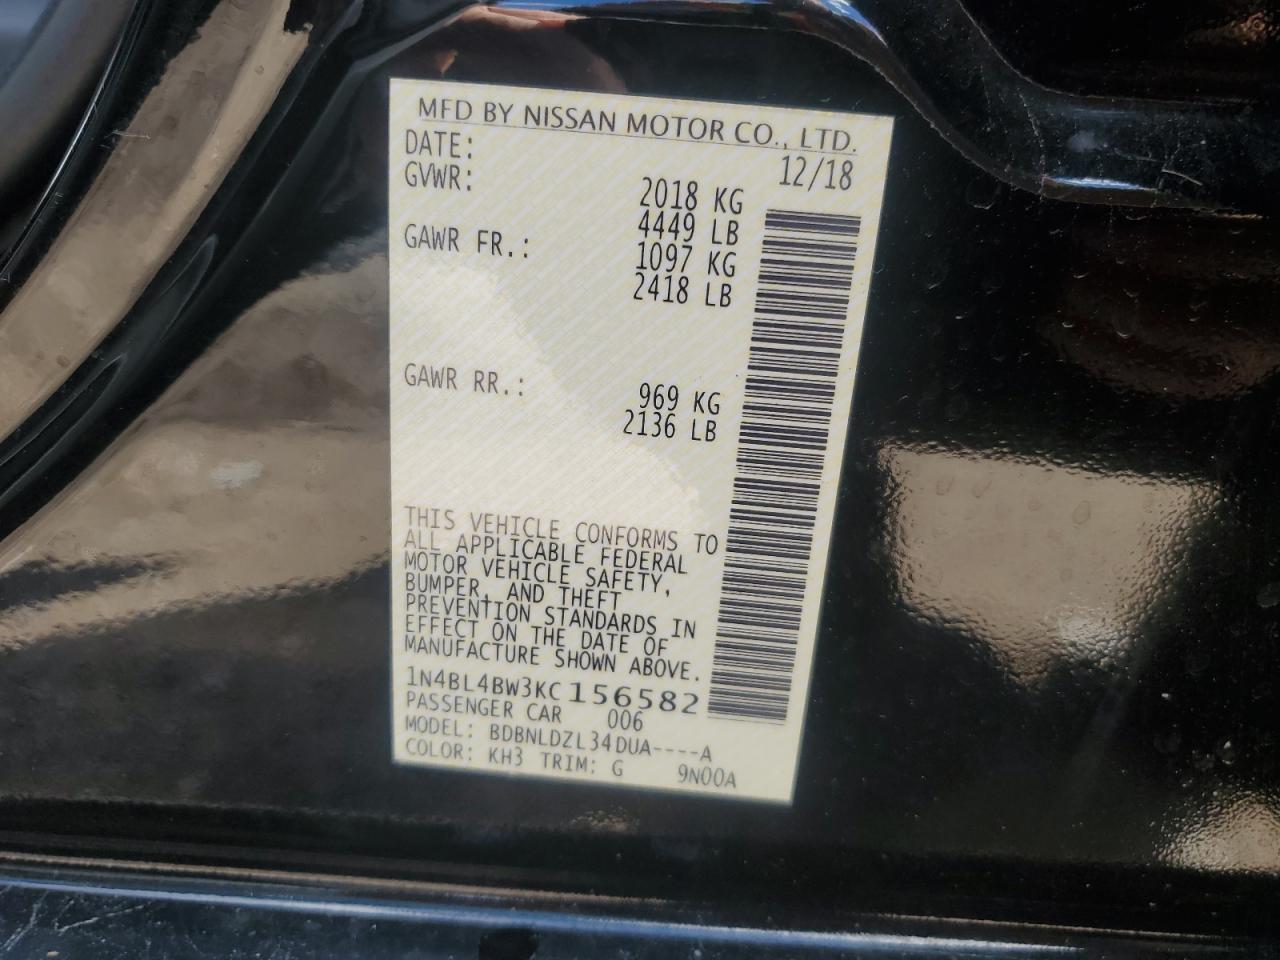 MFD BY NISSAN MOTOR CO., LTD.
DATE: 12/18
GVWR: 2018 KG
4449 LB
GAWR FR.: 1097 KG
2418 LB
GAWR RR.: 969 KG
2136 LB
THIS VEHICLE CONFORMS TO
ALL APPLICABLE FEDERAL
MOTOR VEHICLE SAFETY,
BUMPER, AND THEFT
PREVENTION STANDARDS IN
EFFECT ON THE DATE OF
MANUFACTURE SHOWN ABOVE.
1N4BL4BW3KC156582
PASSENGER CAR 006
MODEL: BDBNLDZL34DUA----A
COLOR: KH3 TRIM: G 9N00A